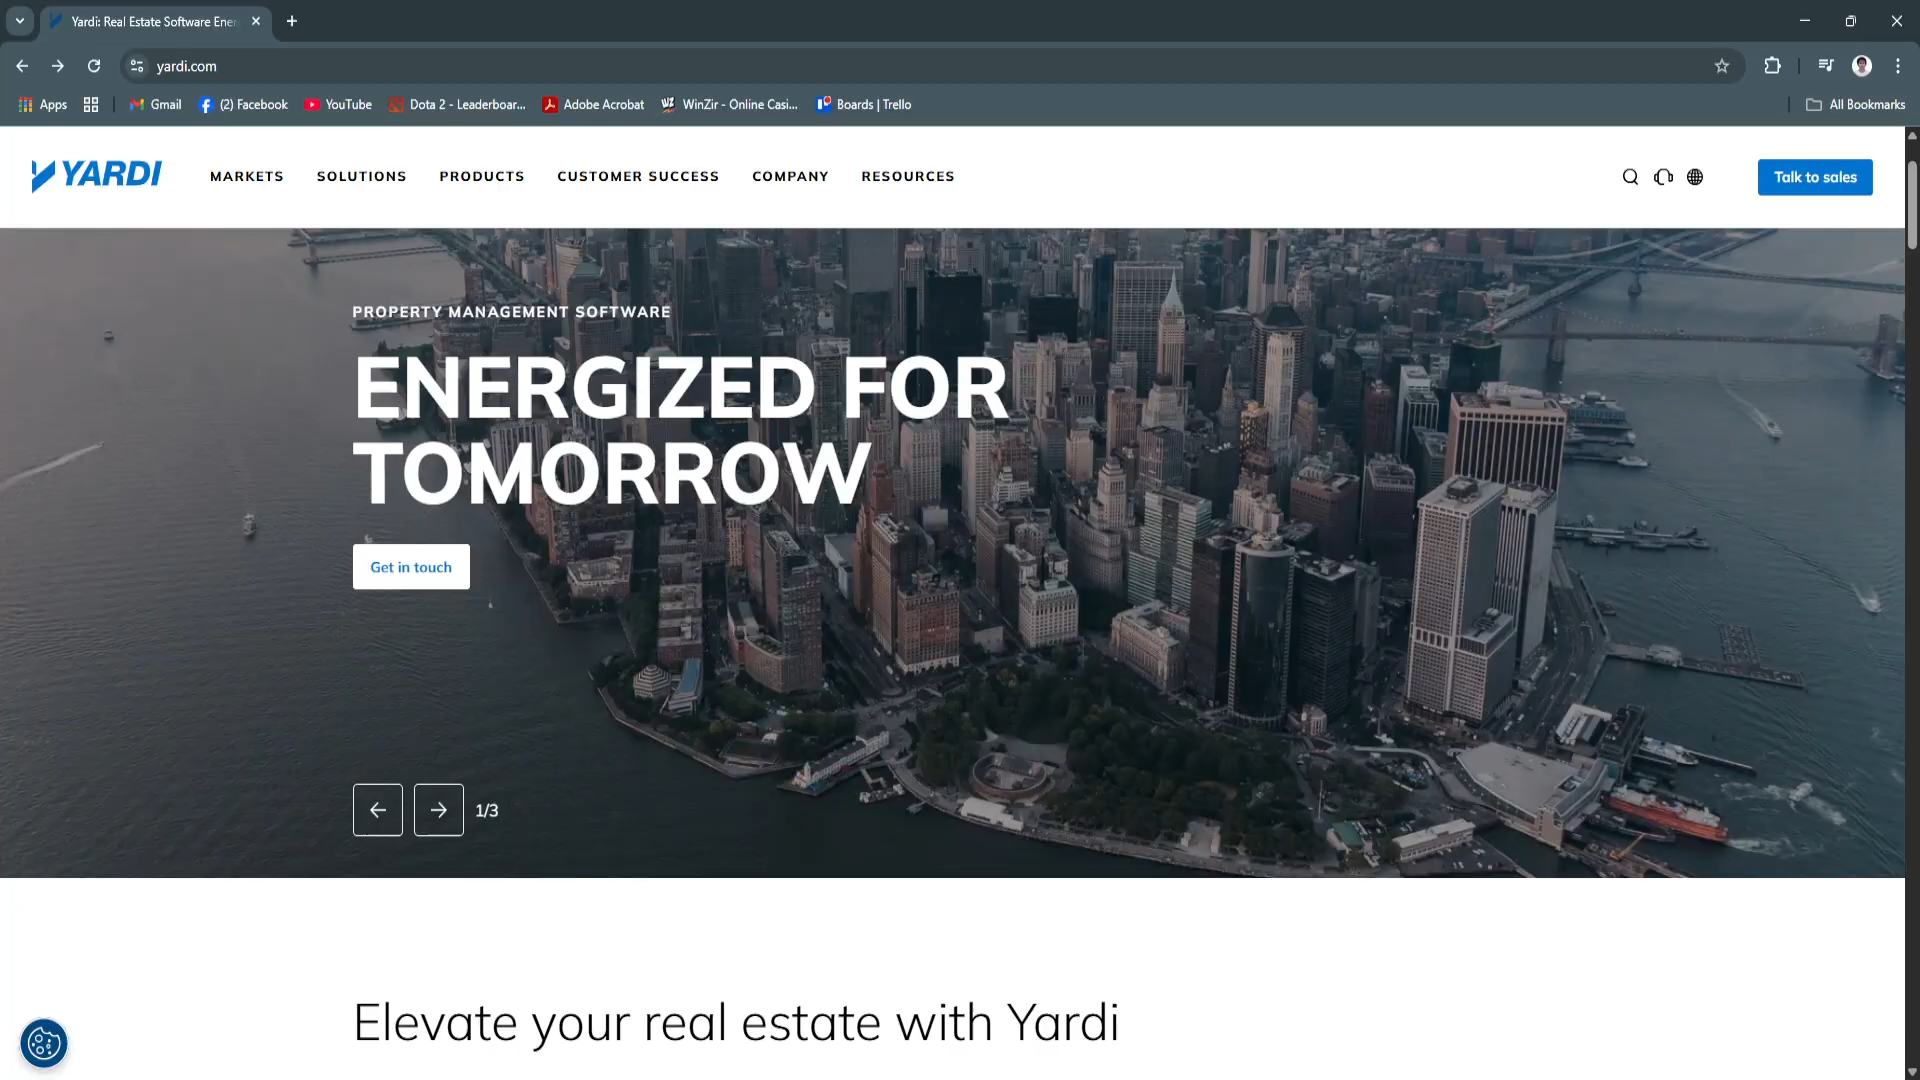 Yardi: Real Estate Software Ener
yardi.com
Apps
Gmail
(2) Facebook
YouTube
Dota 2 - Leaderboar...
Adobe Acrobat
WinZir - Online Casi...
Boards | Trello
All Bookmarks
YARDI
MARKETS
SOLUTIONS
PRODUCTS
CUSTOMER SUCCESS
COMPANY
RESOURCES
Talk to sales
PROPERTY MANAGEMENT SOFTWARE
ENERGIZED FOR
TOMORROW
Get in touch
1/3
Elevate your real estate with Yardi